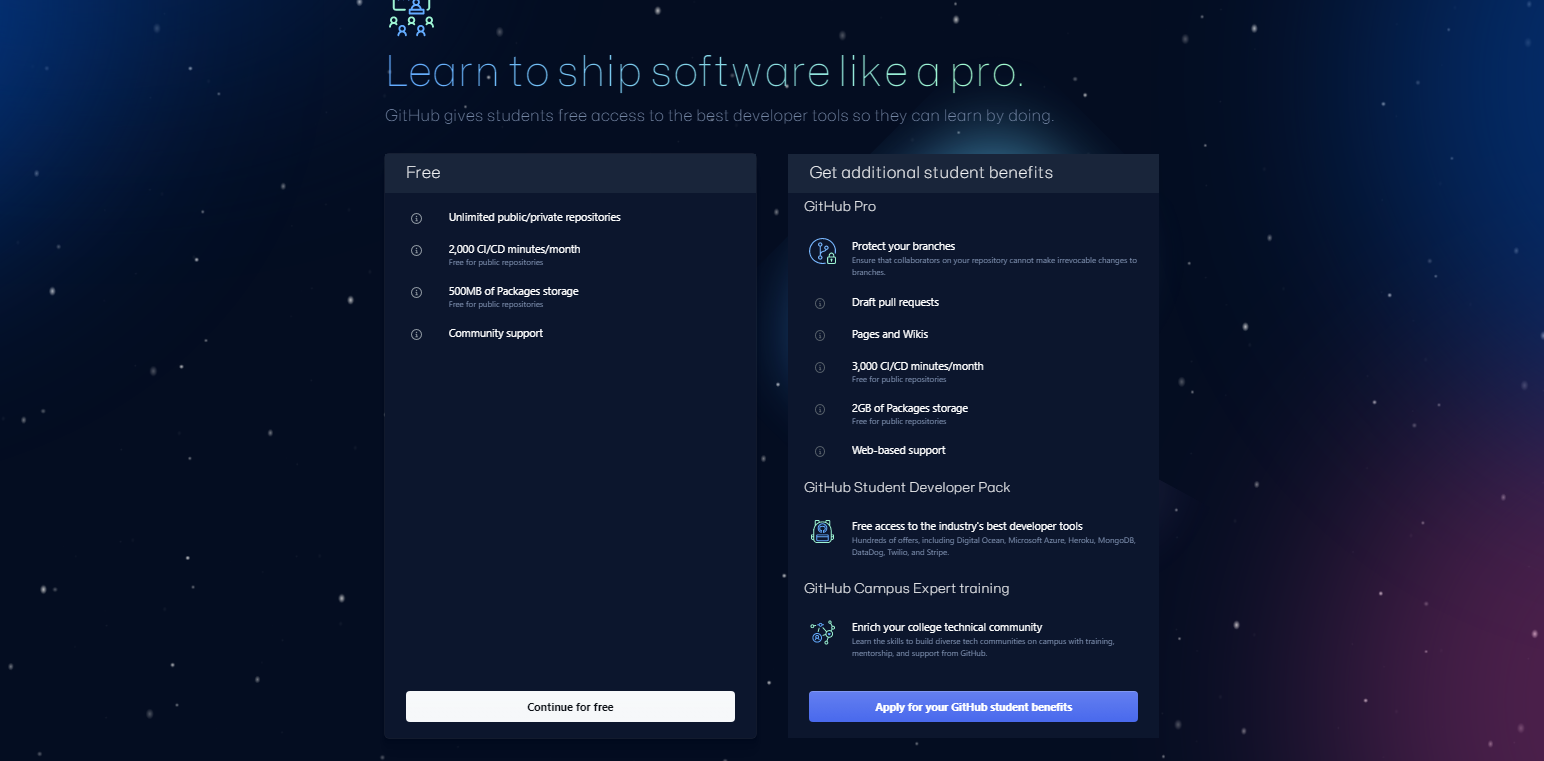 Learn to ship software like a pro.
GitHub gives students free access to the best developer tools so they can learn by doing.
Free
Unlimited public/private repositories
2,000 CI/CD minutes/month
Free for public repositories
500MB of Packages storage
Free for public repositories
Community support
Continue for free
Get additional student benefits
GitHub Pro
Protect your branches
Ensure that collaborators on your repository cannot make irrevocable changes to
branches.
Draft pull requests
Pages and Wikis
3,000 CI/CD minutes/month
Free for public repositories
2GB of Packages storage
Free for public repositories
Web-based support
GitHub Student Developer Pack
Free access to the industry's best developer tools
Hundreds of offers, including Digital Ocean, Microsoft Azure, Heroku, MongoDB,
DataDog, Twilio, and Stripe.
GitHub Campus Expert training
Enrich your college technical community
Learn the skills to build diverse tech communities on campus with training,
mentorship, and support from GitHub.
Apply for your GitHub student benefits